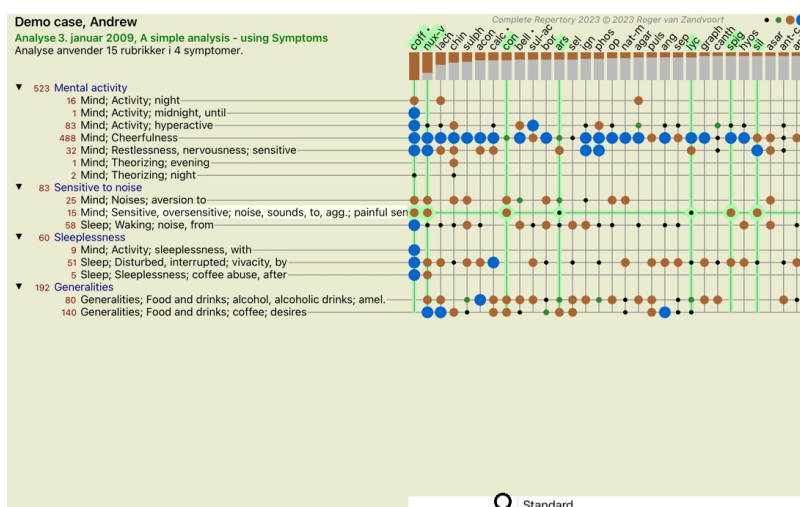 Demo case, Andrew
Complete Repertory 2023 © 2023 Roger van Zandvoort
Analyse 3. januar 2009, A simple analysis - using Symptoms
Analyse anvender 15 rubrikker i 4 symptomer.
coff • nux-v • lach chin sulph acon calc • con bell • sul-ac bor ars sel ign phos op nat-m agar puls ang sep lyc graph canth spig hyos sil asar
523 Mental activity
16 Mind; Activity; night
1 Mind; Activity; midnight, until
83 Mind; Activity; hyperactive
488 Mind; Cheerfulness
32 Mind; Restlessness, nervousness; sensitive
1 Mind; Theorizing; evening
2 Mind; Theorizing; night
83 Sensitive to noise
25 Mind; Noises; aversion to
15 Mind; Sensitive, oversensitive; noise, sounds, to, agg.; painful sen
58 Sleep; Waking; noise, from
60 Sleeplessness
9 Mind; Activity; sleeplessness, with
51 Sleep; Disturbed, interrupted; vivacity, by
5 Sleep; Sleeplessness; coffee abuse, after
192 Generalities
80 Generalities; Food and drinks; alcohol, alcoholic drinks; amel.
140 Generalities; Food and drinks; coffee; desires
Standard